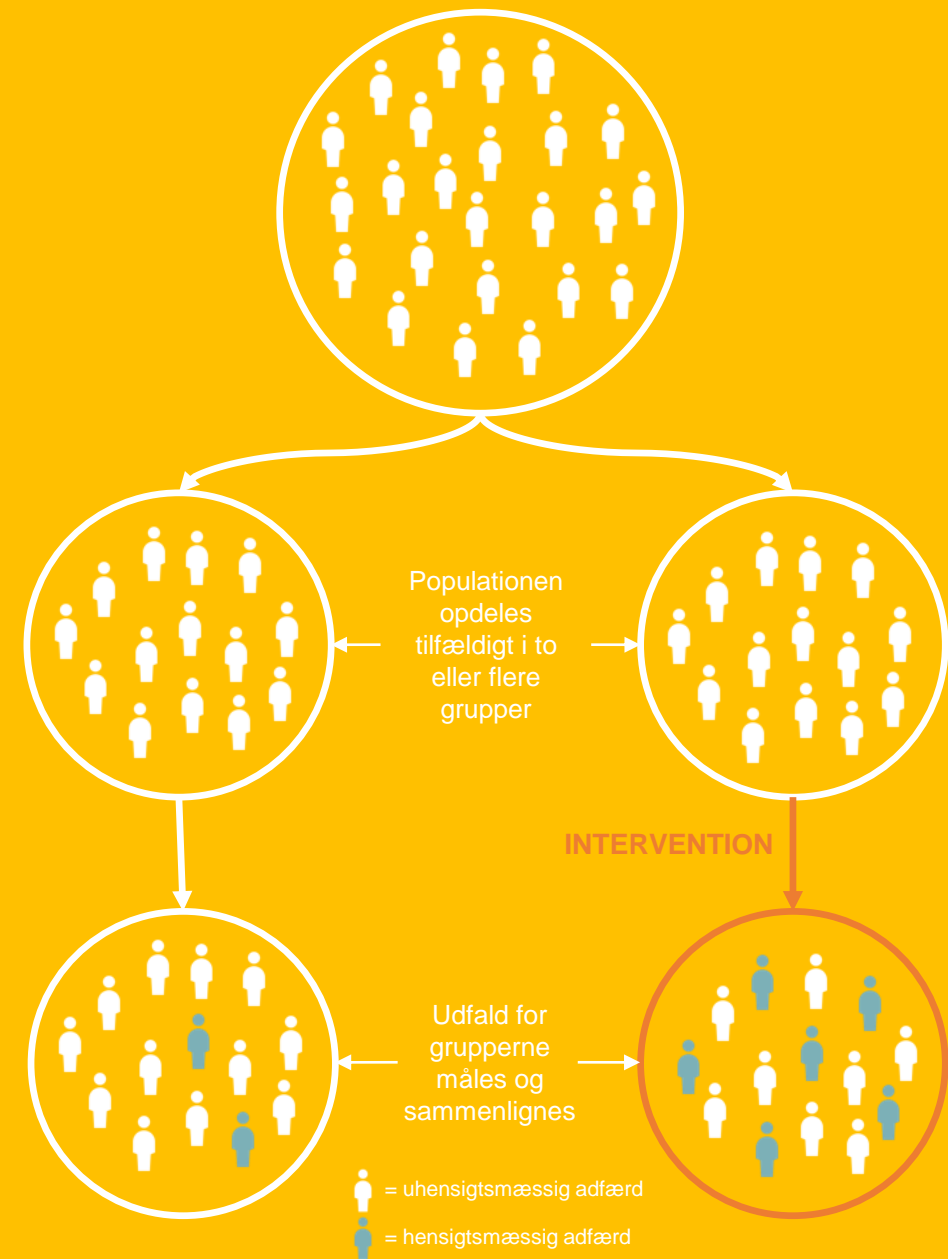 Populationen
opdeles
tilfældigt i to
eller flere
grupper
INTERVENTION
Udfald for
grupperne
måles og
sammenlignes
= uhensigtsmæssig adfærd
= hensigtsmæssig adfærd